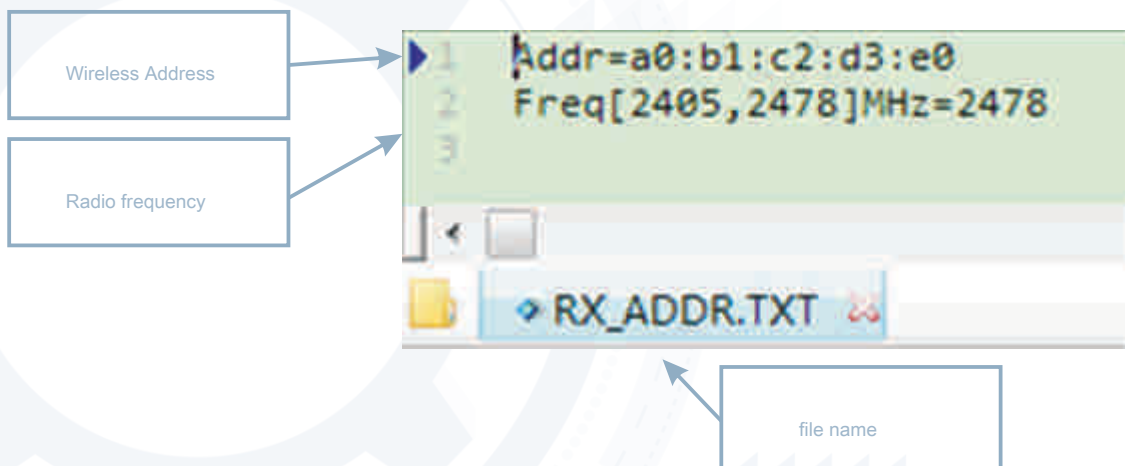 Wireless Address
1 Addr=a0:b1:c2:d3:e0
2 Freq[2405,2478]MHz=2478
3
Radio frequency
RX_ADDR.TXT
file name